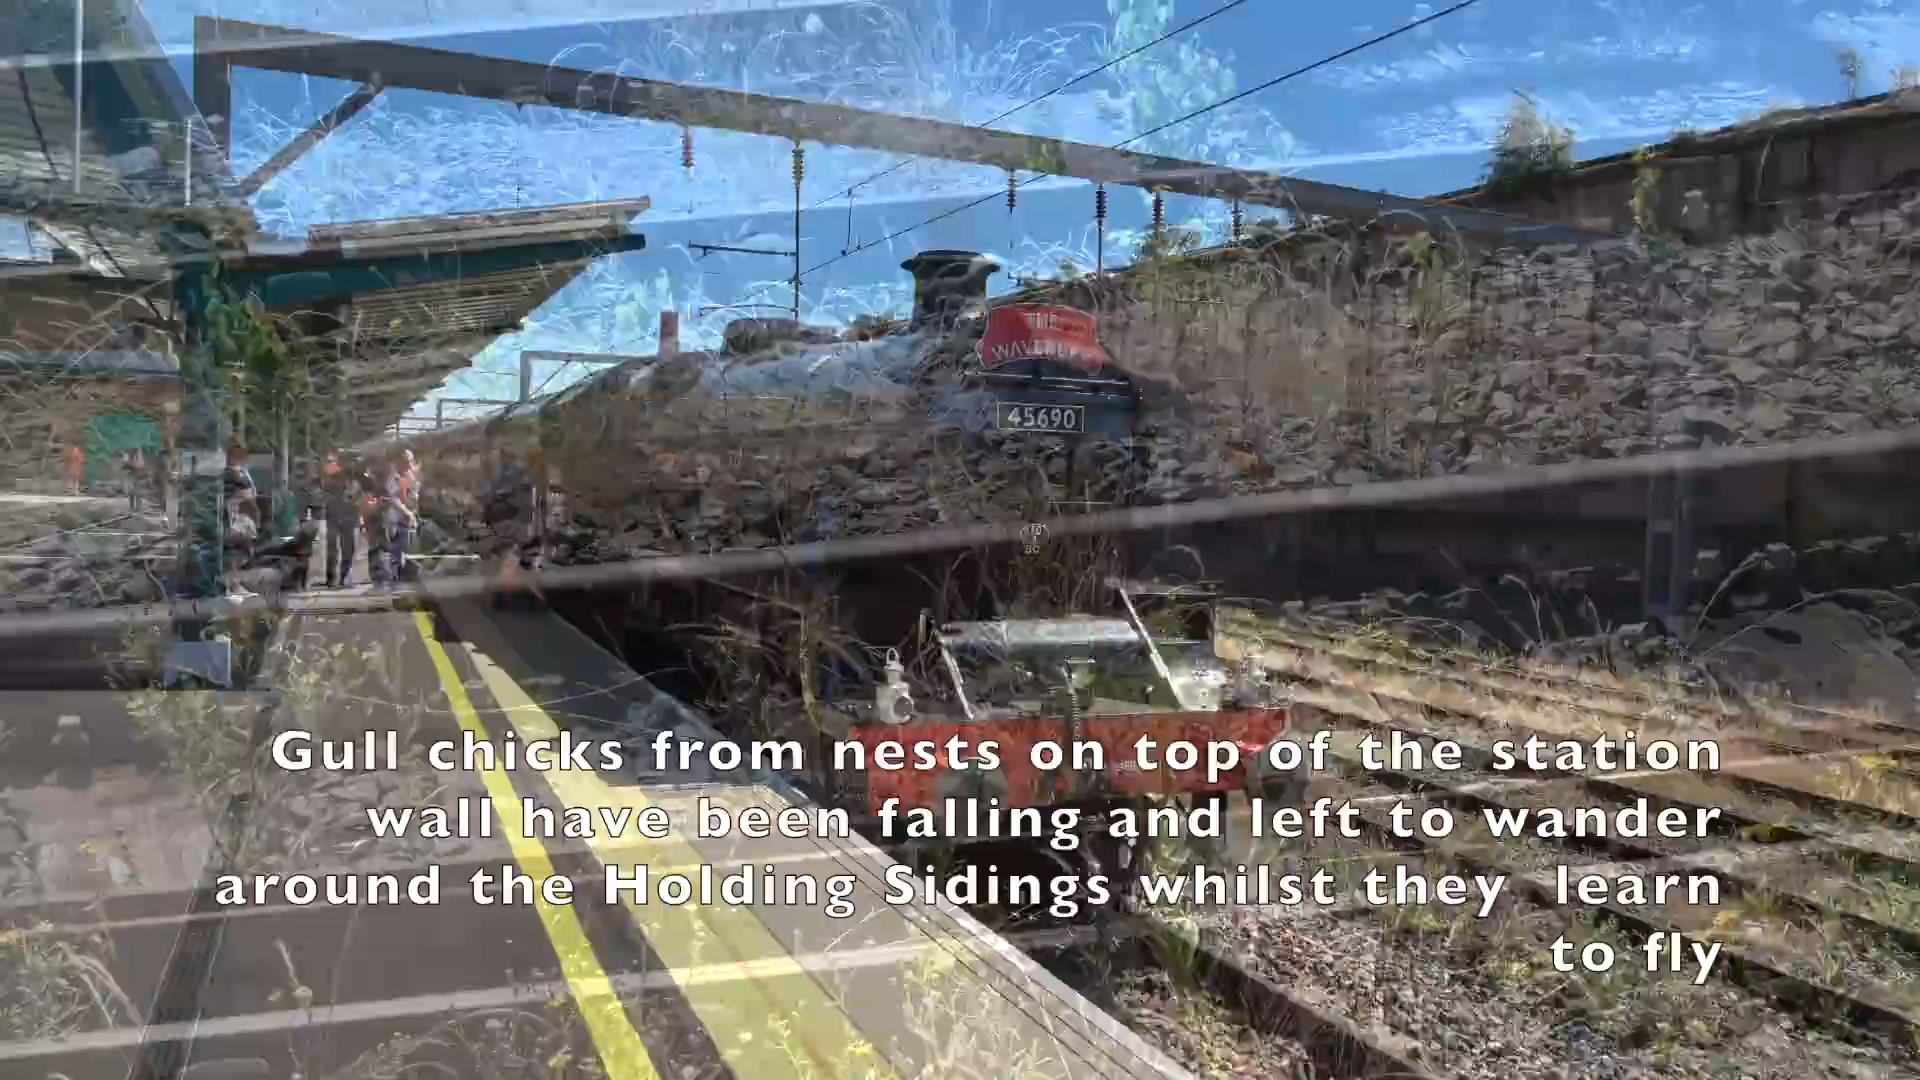 THE
WAVERLEY
45690
Gull chicks from nests on top of the station
wall have been falling and left to wander
around the Holding Sidings whilst they learn
to fly